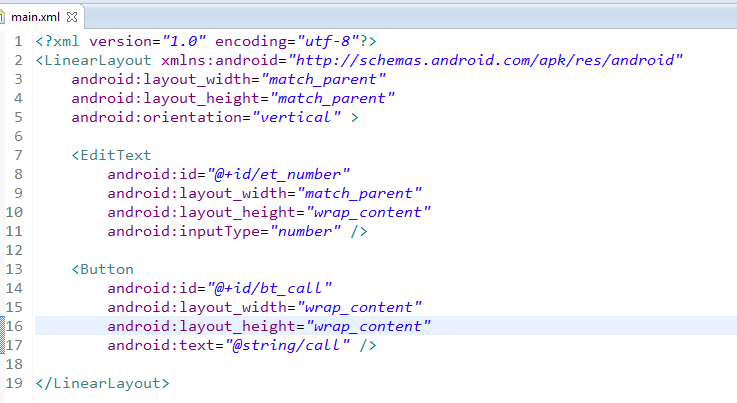 main.xml
1 <?xml version="1.0" encoding="utf-8"?>
2 <LinearLayout xmlns:android="http://schemas.android.com/apk/res/android"
3     android:layout_width="match_parent"
4     android:layout_height="match_parent"
5     android:orientation="vertical" >
6
7     <EditText
8         android:id="@+id/et_number"
9         android:layout_width="match_parent"
10         android:layout_height="wrap_content"
11         android:inputType="number" />
12
13     <Button
14         android:id="@+id/bt_call"
15         android:layout_width="wrap_content"
16         android:layout_height="wrap_content"
17         android:text="@string/call" />
18
19 </LinearLayout>